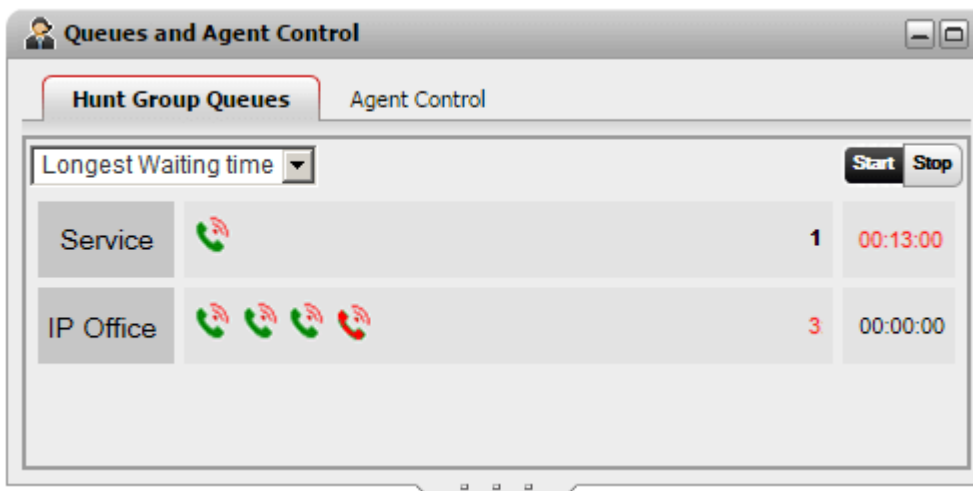 Queues and Agent Control
Hunt Group Queues Agent Control
Longest Waiting time Start Stop
Service 1 00:13:00
IP Office 3 00:00:00